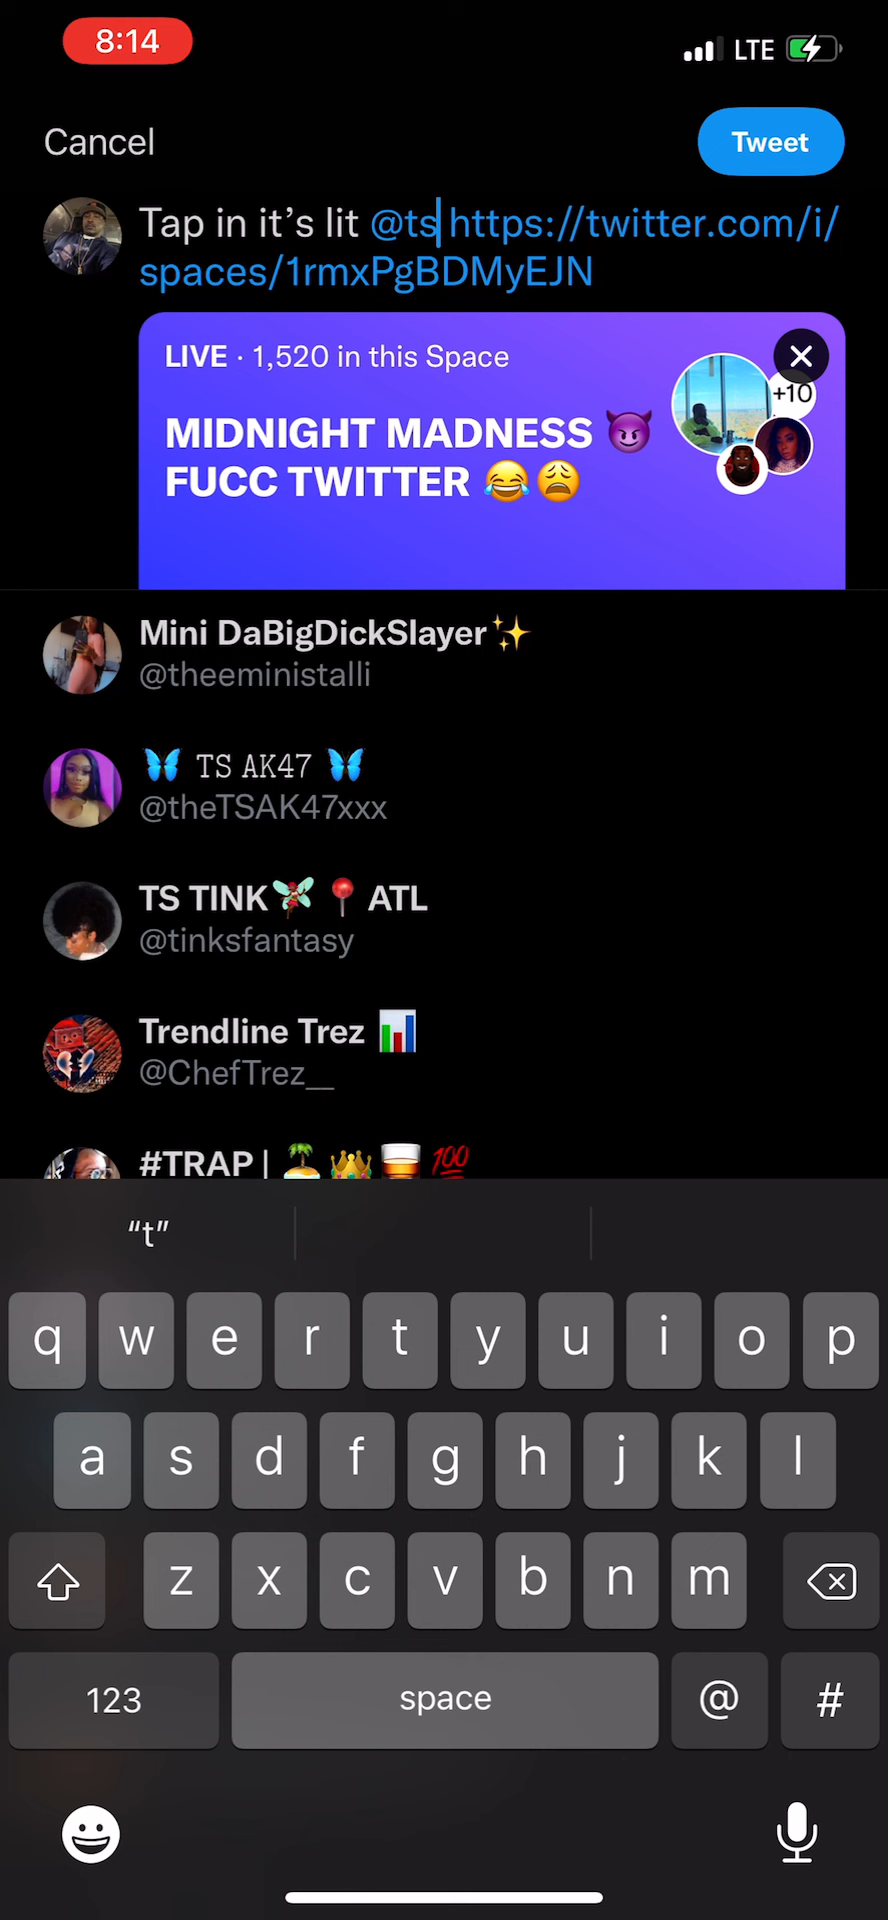 8:14 LTE
Cancel Tweet
Tap in it’s lit @ts https://twitter.com/i/
spaces/1rmxPgBDMyEJN
LIVE · 1,520 in this Space
+10
MIDNIGHT MADNESS 😈
FUCC TWITTER 😂😩
Mini DaBigDickSlayer✨
@theeministalli
🦋 TS AK47 🦋
@theTSAK47xxx
TS TINK🧚🏾‍♀️📍ATL
@tinksfantasy
Trendline Trez 📊
@ChefTrez__
#TRAP | 🏝👑🥃💯
“t”
q w e r t y u i o p
a s d f g h j k l
z x c v b n m
123 space @ #